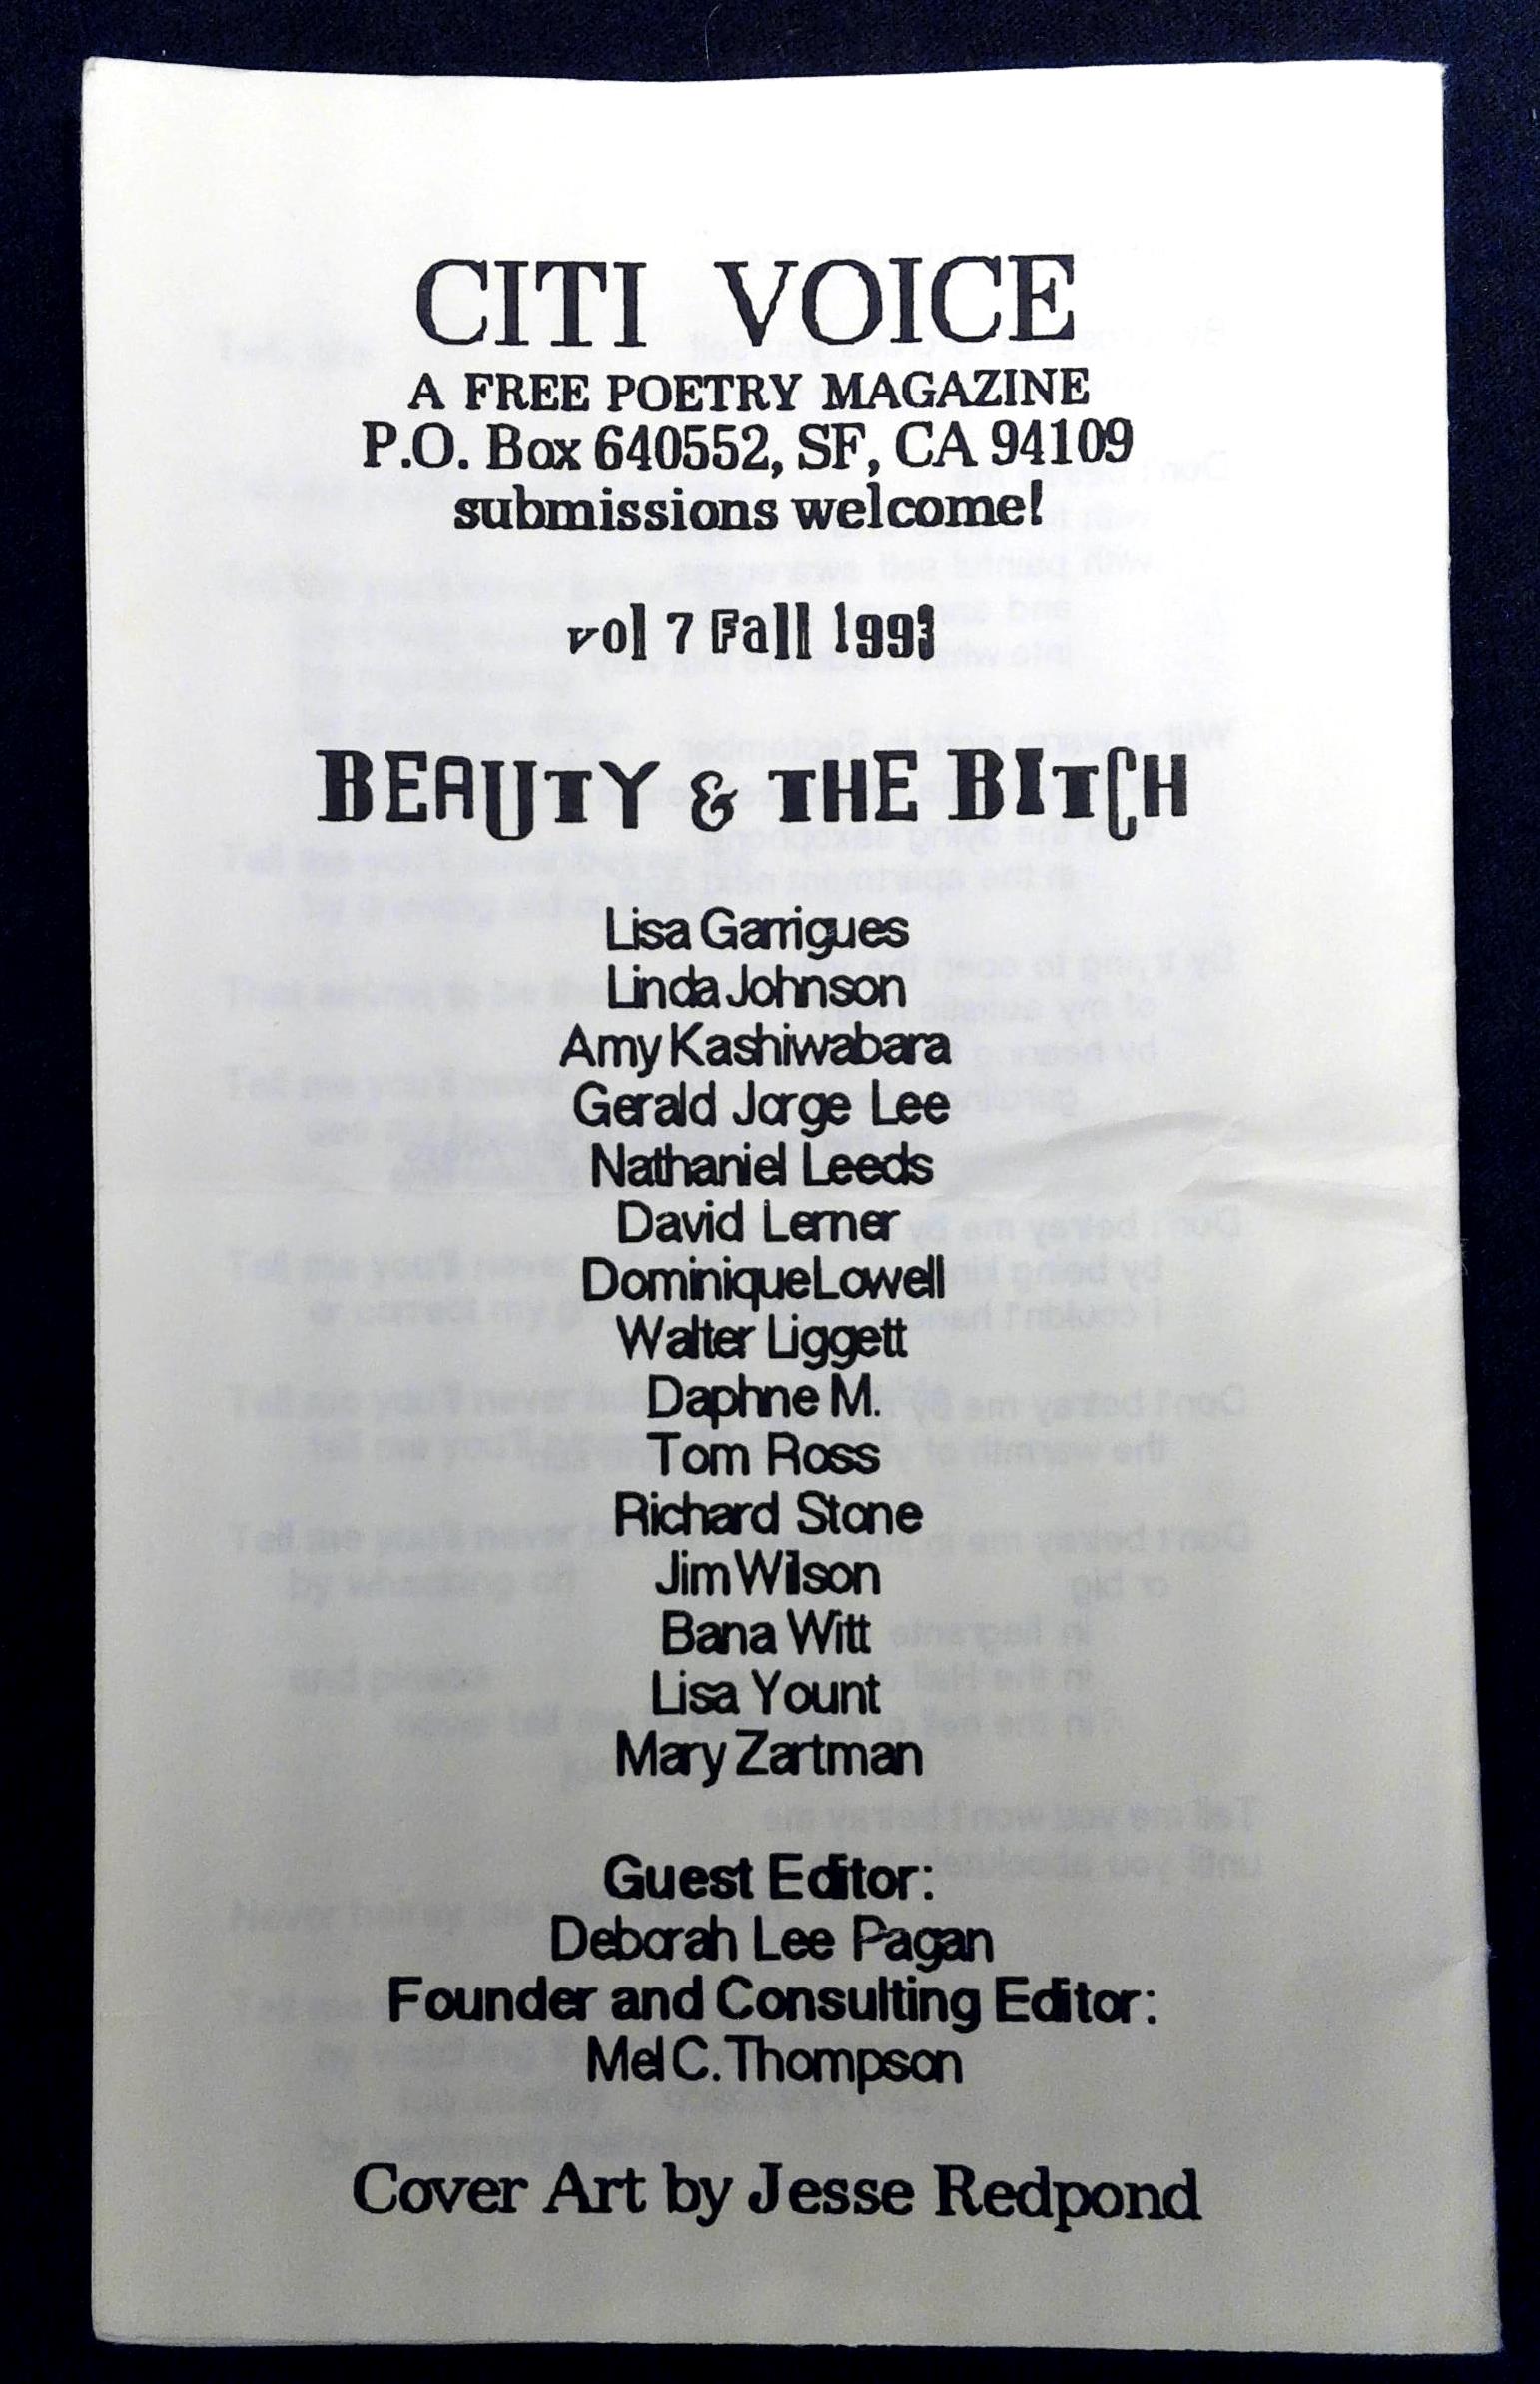 CITI VOICE
A FREE POETRY MAGAZINE
P.O. Box 640552, SF, CA 94109
submissions welcome!
vol 7 Fall 1993
BEAUTY & THE BITCH
Lisa Garrigues
Linda Johnson
Amy Kashiwabara
Gerald Jorge Lee
Nathaniel Leeds
David Lerner
Dominique Lowell
Walter Liggett
Daphne M.
Tom Ross
Richard Stone
Jim Wilson
Bana Witt
Lisa Yount
Mary Zartman
Guest Editor:
Deborah Lee Pagan
Founder and Consulting Editor:
Mel C. Thompson
Cover Art by Jesse Redpond